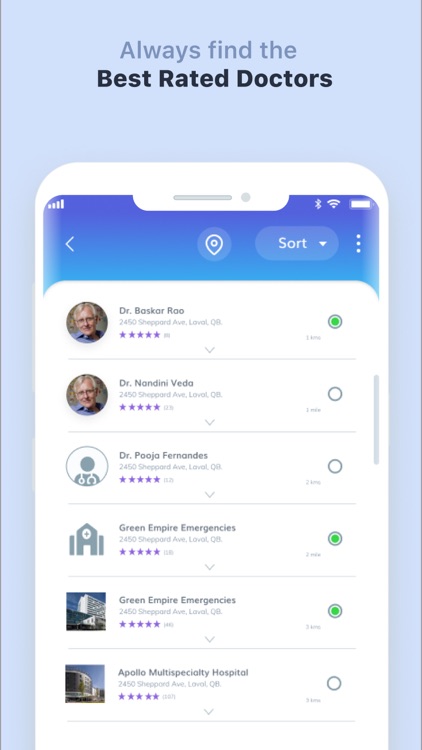 Always find the
Best Rated Doctors
Sort
Dr. Baskar Rao
2450 Sheppard Ave, Laval, QB.
(8)
1 kms
Dr. Nandini Veda
2450 Sheppard Ave, Laval, QB.
(23)
1 mile
Dr. Pooja Fernandes
2450 Sheppard Ave, Laval, QB.
(12)
2 kms
Green Empire Emergencies
2450 Sheppard Ave, Laval, QB.
(18)
2 mile
Green Empire Emergencies
2450 Sheppard Ave, Laval, QB.
(46)
3 kms
Apollo Multispecialty Hospital
2450 Sheppard Ave, Laval, QB.
(107)
3 kms